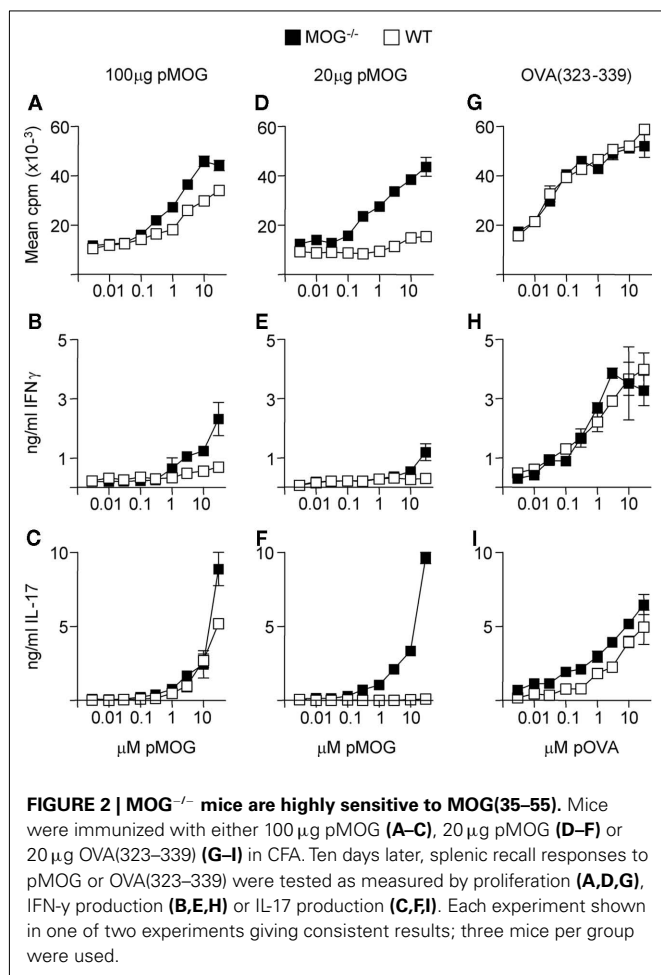 MOG-/- WT
100µg pMOG 20µg pMOG OVA(323-339)
A D G
Mean cpm (x10-3)
60 60 60
40 40 40
20 20 20
0.01 0.1 1 10 0.01 0.1 1 10 0.01 0.1 1 10
B E H
ng/ml IFNγ
5 5 5
3 3 3
1 1 1
0.01 0.1 1 10 0.01 0.1 1 10 0.01 0.1 1 10
C F I
ng/ml IL-17
10 10 10
5 5 5
0.01 0.1 1 10 0.01 0.1 1 10 0.01 0.1 1 10
µM pMOG µM pMOG µM pOVA
FIGURE 2 | MOG−/− mice are highly sensitive to MOG(35–55). Mice
were immunized with either 100 µg pMOG (A–C), 20 µg pMOG (D–F) or
20 µg OVA(323–339) (G–I) in CFA. Ten days later, splenic recall responses to
pMOG or OVA(323–339) were tested as measured by proliferation (A,D,G),
IFN-γ production (B,E,H) or IL-17 production (C,F,I). Each experiment shown
in one of two experiments giving consistent results; three mice per group
were used.